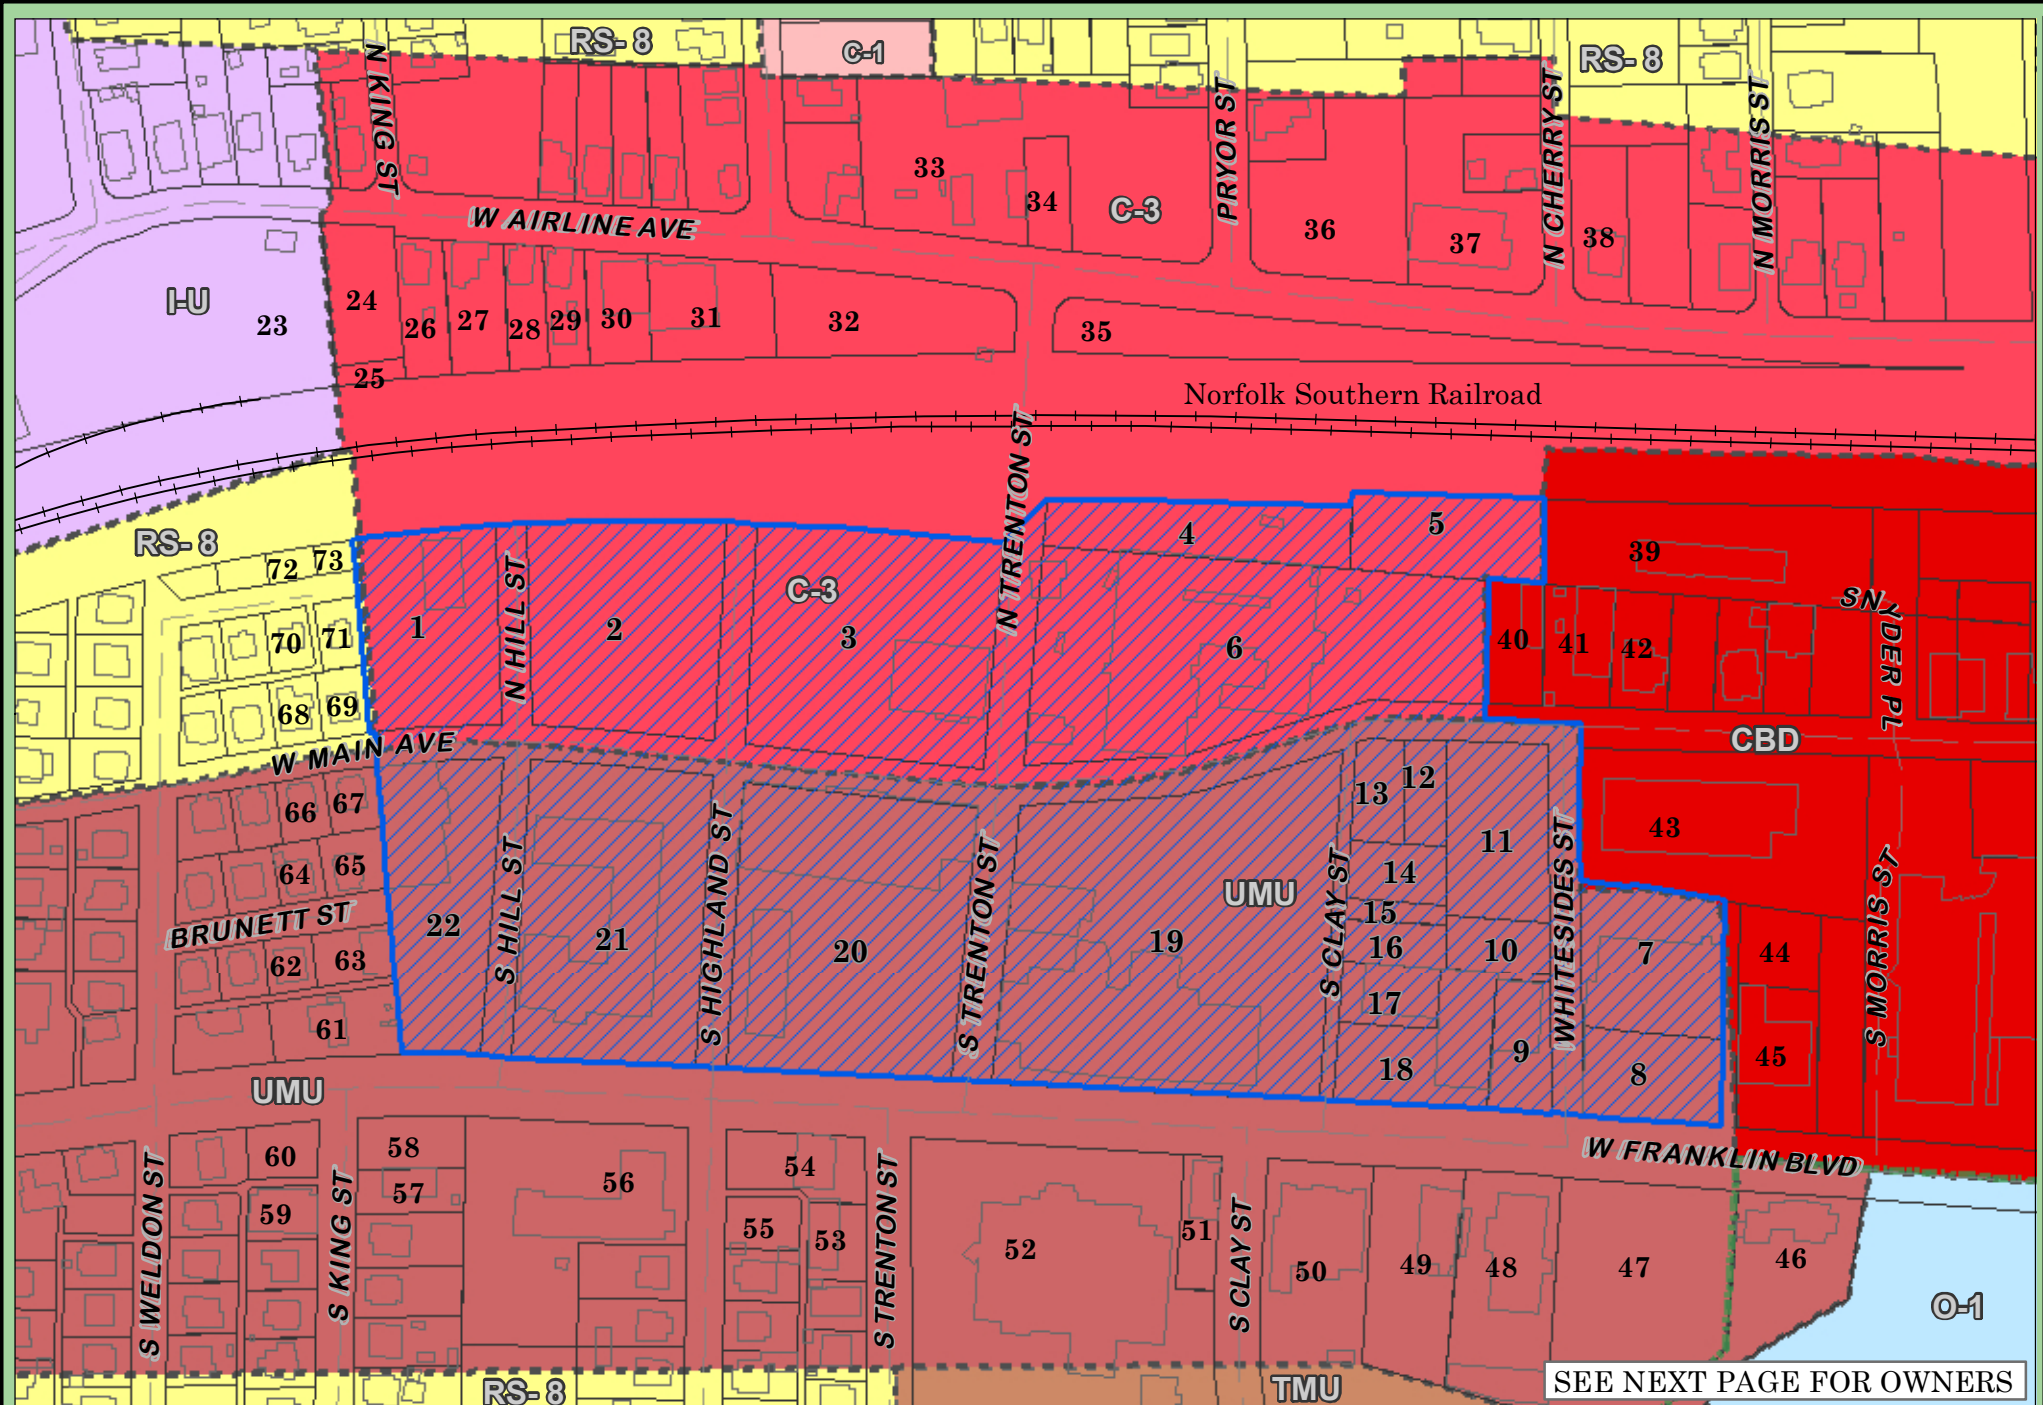 RS- 8
C-1
RS- 8
N KING ST
PRYOR ST
N CHERRY ST
N MORRIS ST
33
34
C-3
36
37
38
W AIRLINE AVE
I-U
23
24
25
26
27
28
29
30
31
32
35
Norfolk Southern Railroad
N TRENTON ST
RS- 8
72
73
70
71
68
69
1
N HILL ST
2
C-3
3
4
5
6
39
40
41
42
SNYDER PL
CBD
W MAIN AVE
66
67
64
65
BRUNETT ST
62
63
61
22
S HILL ST
21
S HIGHLAND ST
20
S TRENTON ST
19
UMU
S CLAY ST
13
12
11
14
15
16
10
17
18
9
WHITESIDES ST
7
8
43
44
45
S MORRIS ST
UMU
W FRANKLIN BLVD
S WELDON ST
60
59
S KING ST
58
57
56
54
55
53
S TRENTON ST
52
51
S CLAY ST
50
49
48
47
46
O-1
RS- 8
TMU
SEE NEXT PAGE FOR OWNERS